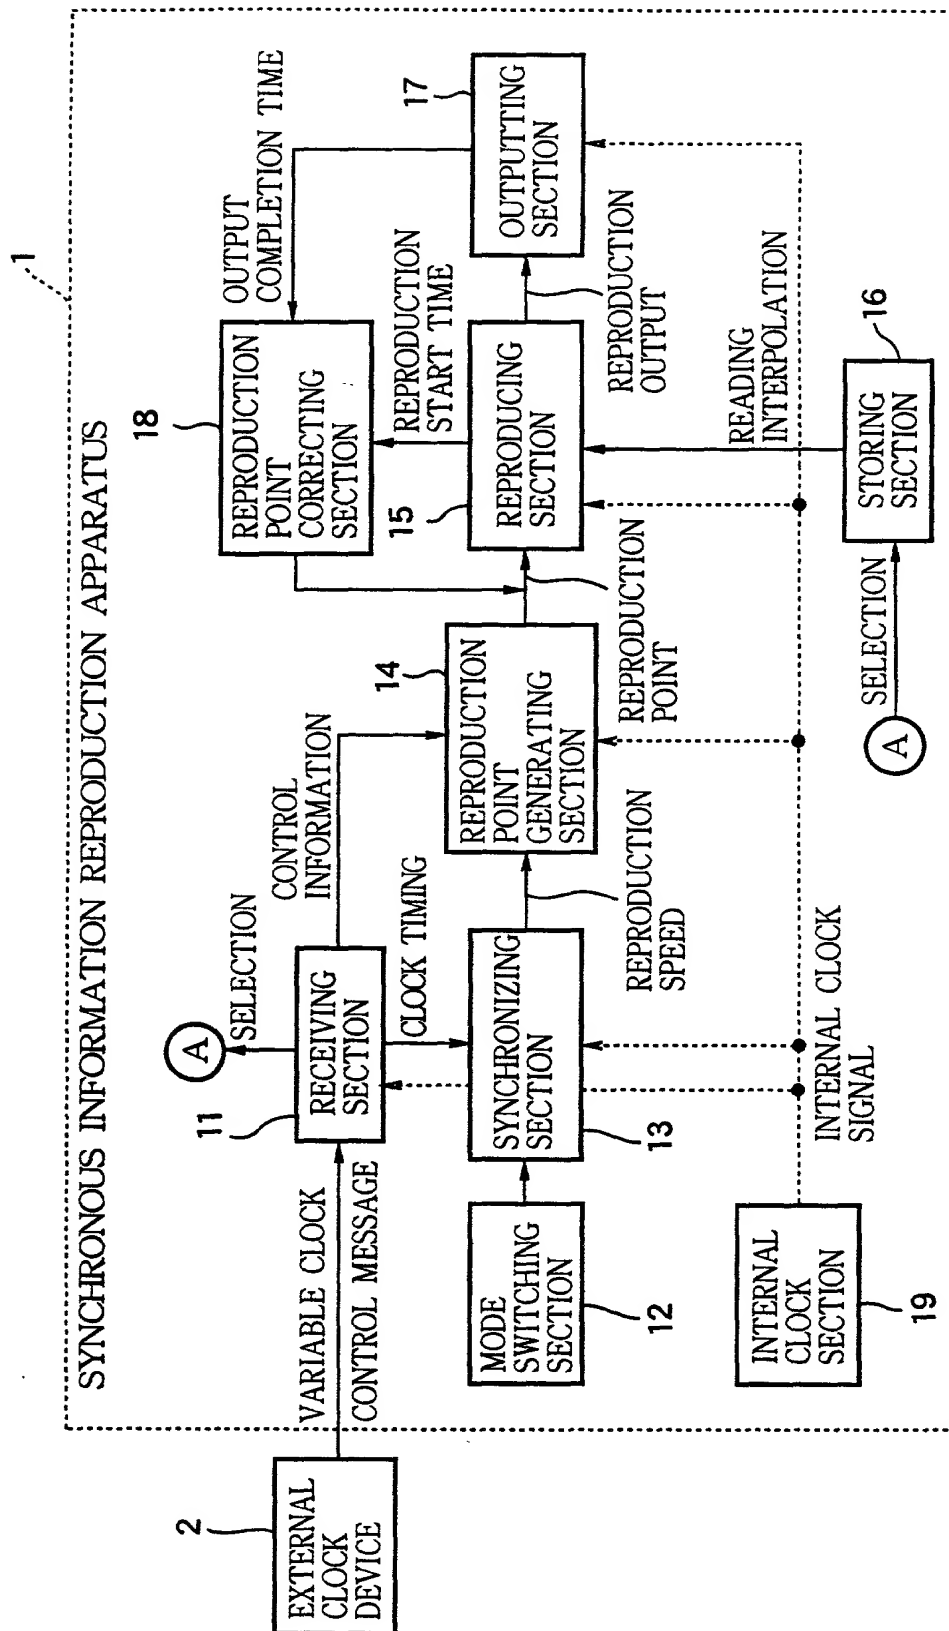 SYNCHRONOUS INFORMATION REPRODUCTION APPARATUS
1
2
EXTERNAL
CLOCK
DEVICE
VARIABLE CLOCK
CONTROL MESSAGE
A
SELECTION
11
RECEIVING
SECTION
CONTROL
INFORMATION
CLOCK TIMING
MODE
SWITCHING
SECTION
12
SYNCHRONIZING
SECTION
13
REPRODUCTION
SPEED
14
REPRODUCTION
POINT
GENERATING
SECTION
REPRODUCTION
POINT
18
REPRODUCTION
POINT
CORRECTING
SECTION
OUTPUT
COMPLETION TIME
REPRODUCTION
START TIME
15
REPRODUCING
SECTION
REPRODUCTION
OUTPUT
17
OUTPUTTING
SECTION
INTERNAL
CLOCK
SECTION
19
INTERNAL CLOCK
SIGNAL
READING
INTERPOLATION
A
SELECTION
STORING
SECTION
16